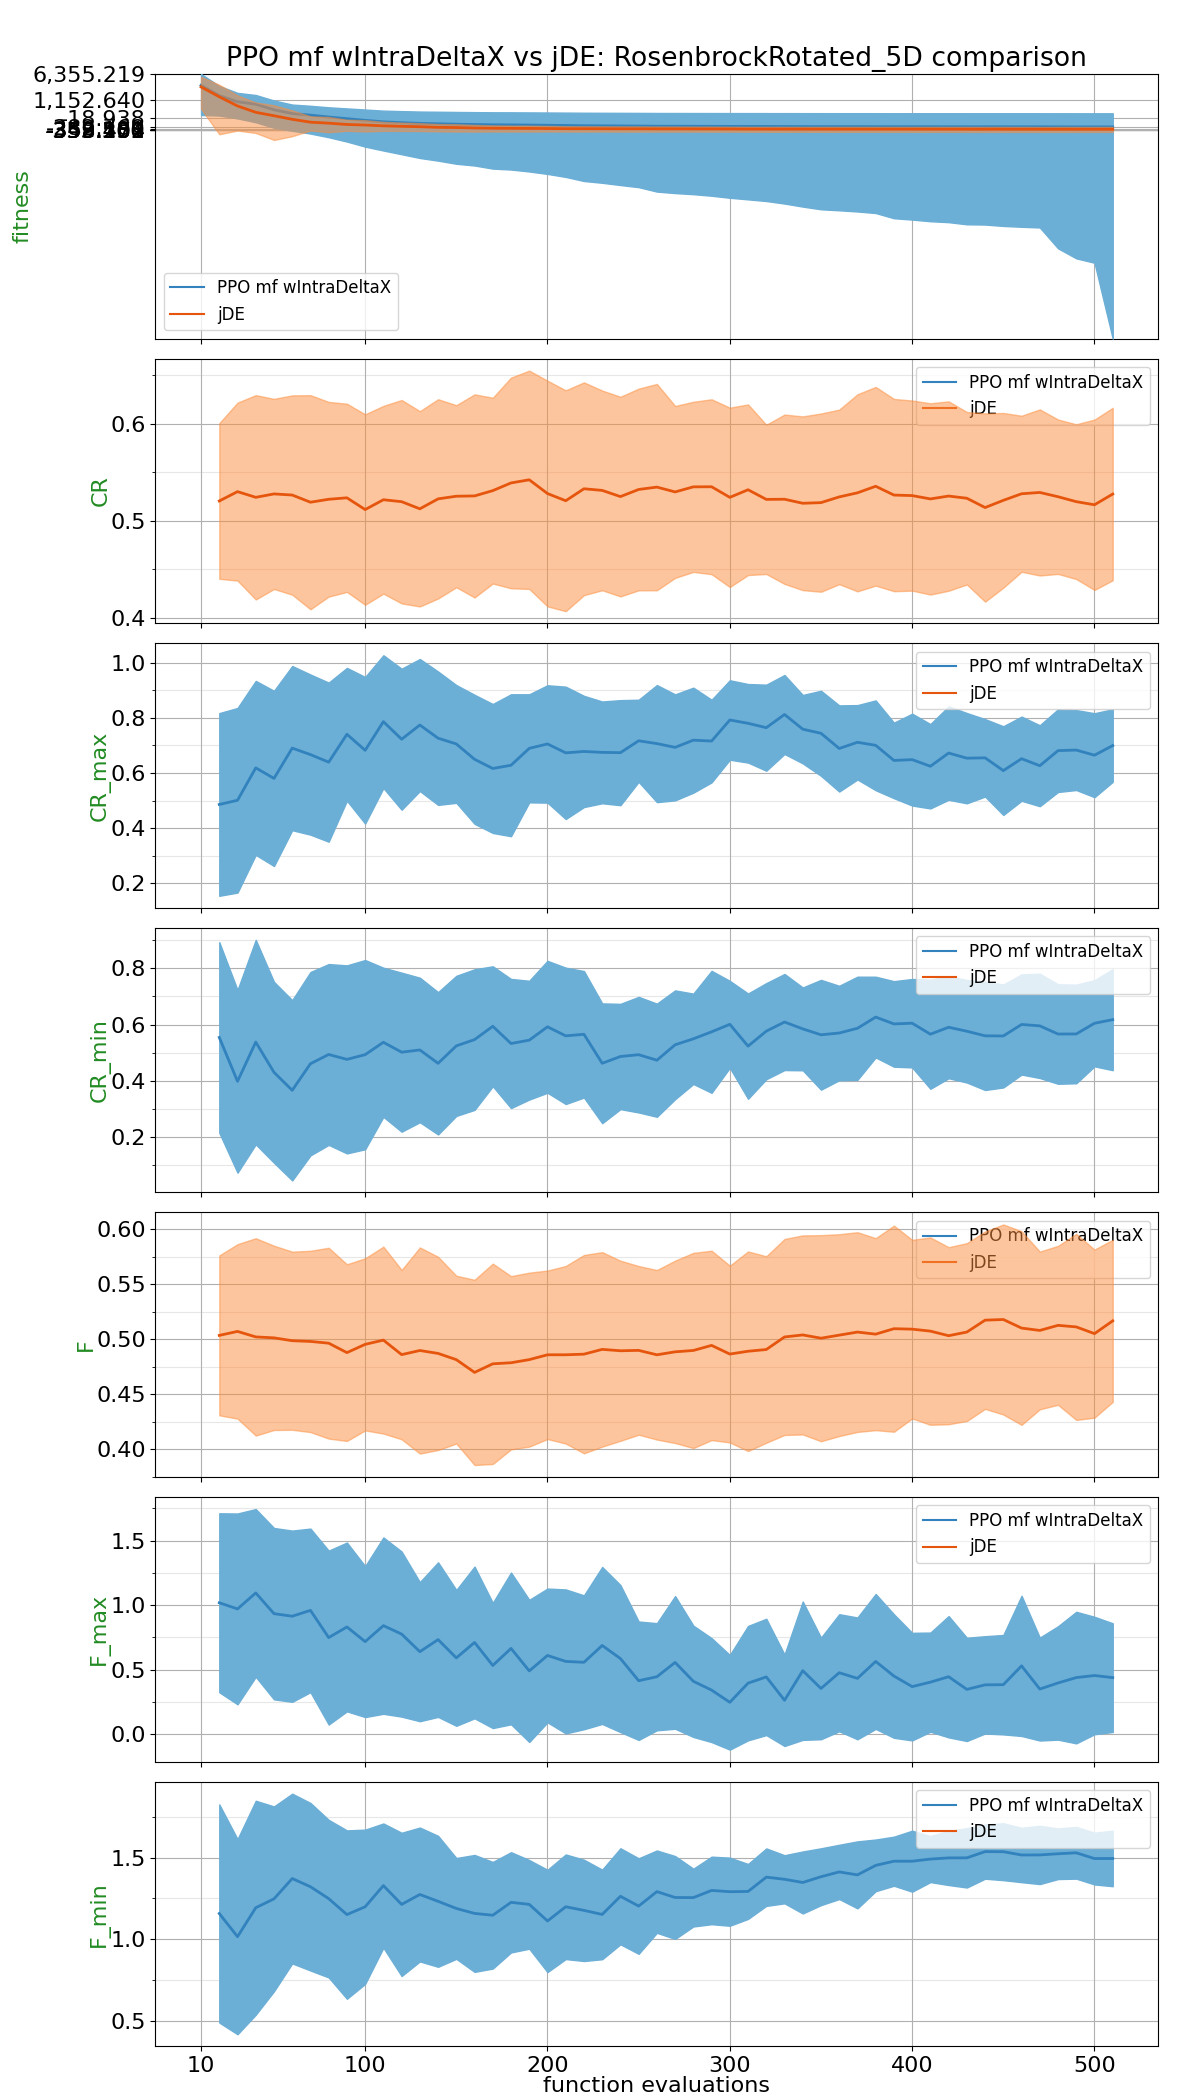 PPO mf wIntraDeltaX vs jDE: RosenbrockRotated_5D comparison
6,355.219
1,152.640
18.938
fitness
PPO mf wIntraDeltaX
jDE
0.6
0.5
0.4
CR
PPO mf wIntraDeltaX
jDE
1.0
0.8
0.6
0.4
0.2
CR_max
PPO mf wIntraDeltaX
jDE
0.8
0.6
0.4
0.2
CR_min
PPO mf wIntraDeltaX
jDE
0.60
0.55
0.50
0.45
0.40
F
PPO mf wIntraDeltaX
jDE
1.5
1.0
0.5
0.0
F_max
PPO mf wIntraDeltaX
jDE
1.5
1.0
0.5
F_min
PPO mf wIntraDeltaX
jDE
10 100 200 300 400 500
function evaluations